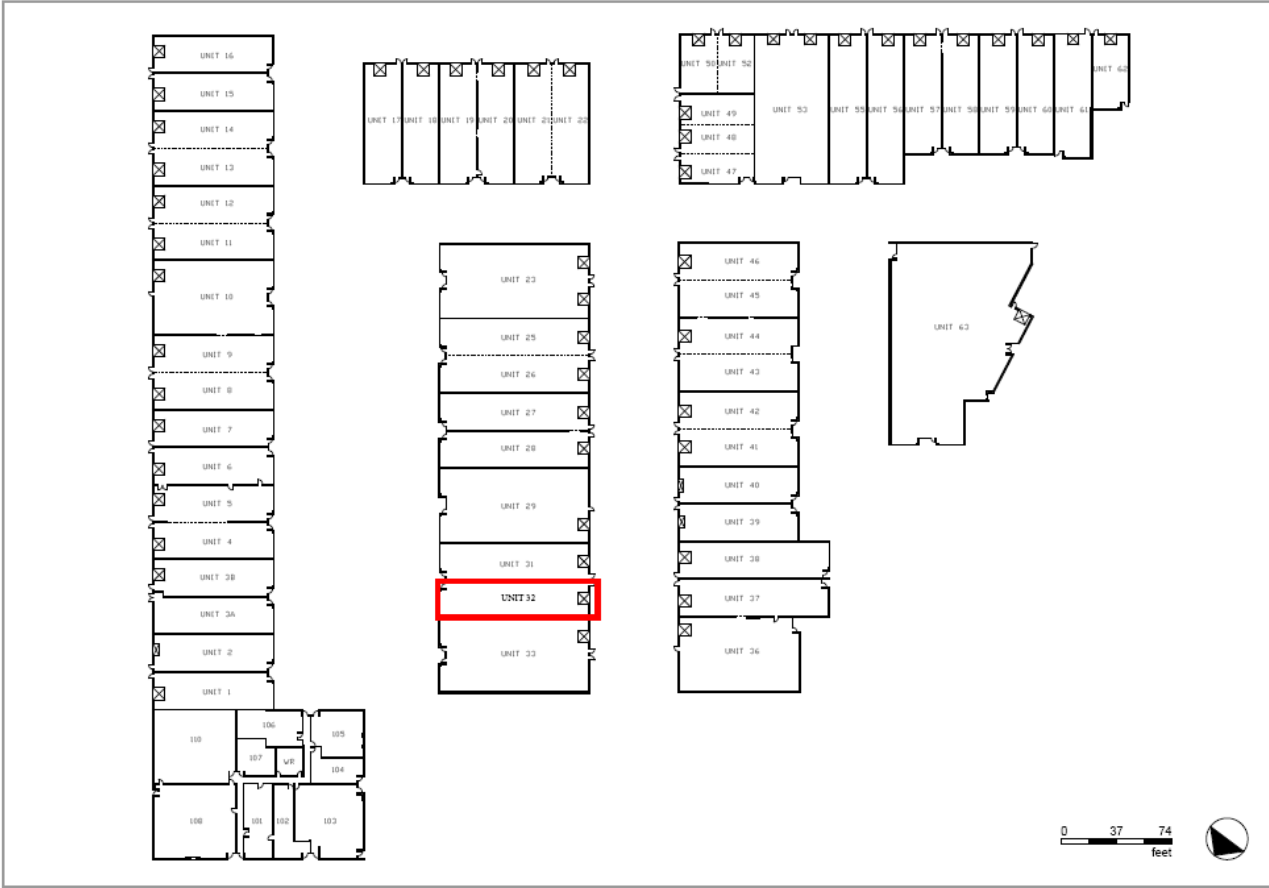 UNIT 16
UNIT 15
UNIT 14
UNIT 13
UNIT 12
UNIT 11
UNIT 10
UNIT 9
UNIT 8
UNIT 7
UNIT 6
UNIT 5
UNIT 4
UNIT 3B
UNIT 3A
UNIT 2
UNIT 1
110
106
105
107
WR
104
108
101
102
103
UNIT 17
UNIT 18
UNIT 19
UNIT 20
UNIT 21
UNIT 22
UNIT 23
UNIT 25
UNIT 26
UNIT 27
UNIT 28
UNIT 29
UNIT 31
UNIT 32
UNIT 33
UNIT 50
UNIT 52
UNIT 49
UNIT 48
UNIT 47
UNIT 53
UNIT 55
UNIT 56
UNIT 57
UNIT 58
UNIT 59
UNIT 60
UNIT 61
UNIT 62
UNIT 46
UNIT 45
UNIT 44
UNIT 43
UNIT 42
UNIT 41
UNIT 40
UNIT 39
UNIT 38
UNIT 37
UNIT 36
UNIT 63
0 37 74
feet